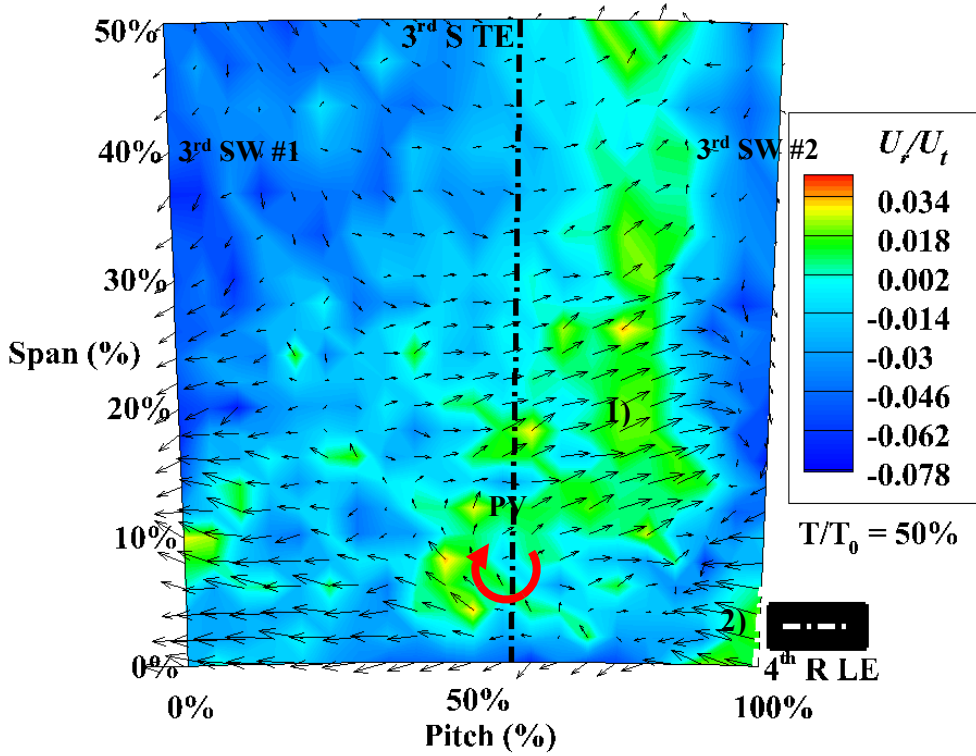 50%
3rd S TE
40%
3rd SW #1
3rd SW #2
30%
Span (%)
20%
1)
10%
PV
2)
0%
0%
50%
100%
Pitch (%)
Ur/Ut
0.034
0.018
0.002
-0.014
-0.03
-0.046
-0.062
-0.078
T/T0 = 50%
4th R LE